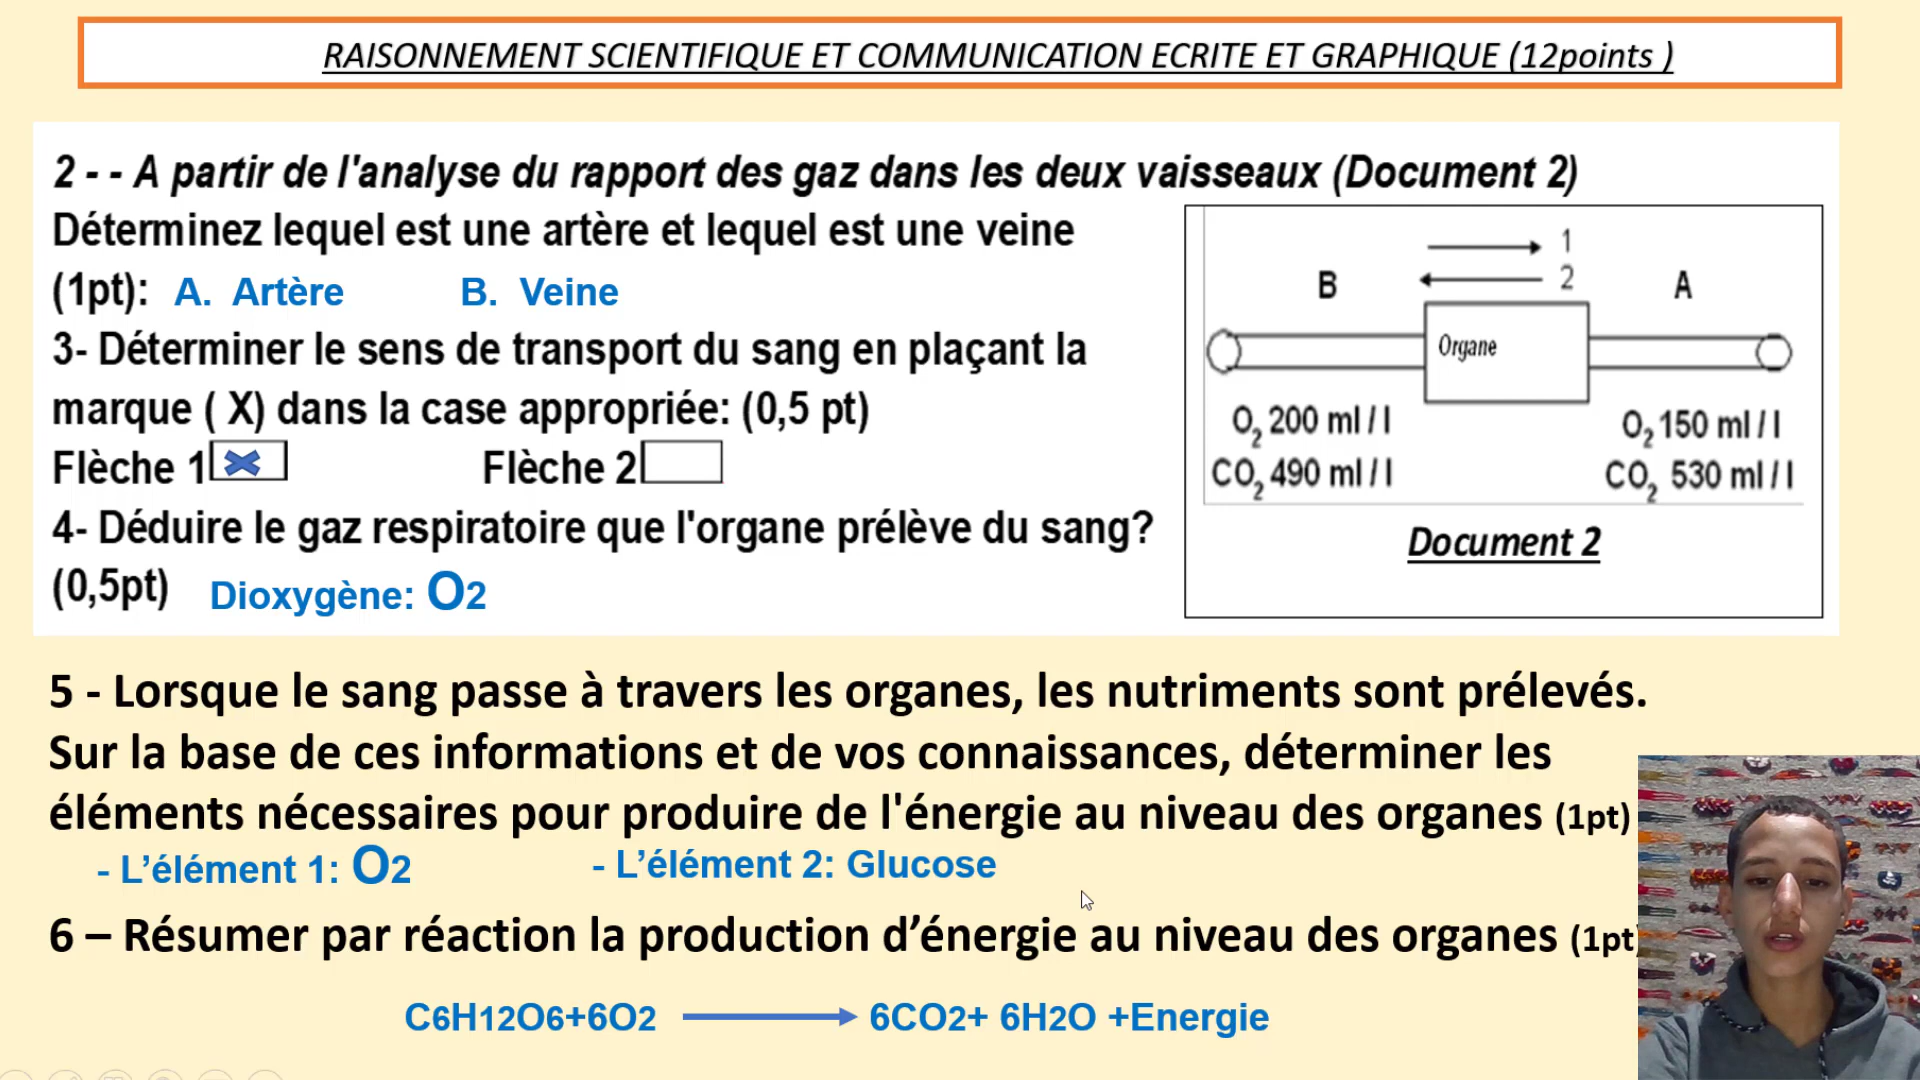 RAISONNEMENT SCIENTIFIQUE ET COMMUNICATION ECRITE ET GRAPHIQUE (12points )
2 - - A partir de l'analyse du rapport des gaz dans les deux vaisseaux (Document 2)
Déterminez lequel est une artère et lequel est une veine
(1pt): A. Artère B. Veine
3- Déterminer le sens de transport du sang en plaçant la
marque ( X) dans la case appropriée: (0,5 pt)
Flèche 1 Flèche 2
4- Déduire le gaz respiratoire que l'organe prélève du sang?
(0,5pt) Dioxygène: O2
1
2
B A
Organe
O2 200 ml / l O2 150 ml / l
CO2 490 ml / l CO2 530 ml / l
Document 2
5 - Lorsque le sang passe à travers les organes, les nutriments sont prélevés.
Sur la base de ces informations et de vos connaissances, déterminer les
éléments nécessaires pour produire de l'énergie au niveau des organes (1pt)
- L’élément 1: O2 - L’élément 2: Glucose
6 – Résumer par réaction la production d’énergie au niveau des organes (1pt)
C6H12O6+6O2 6CO2+ 6H2O +Energie